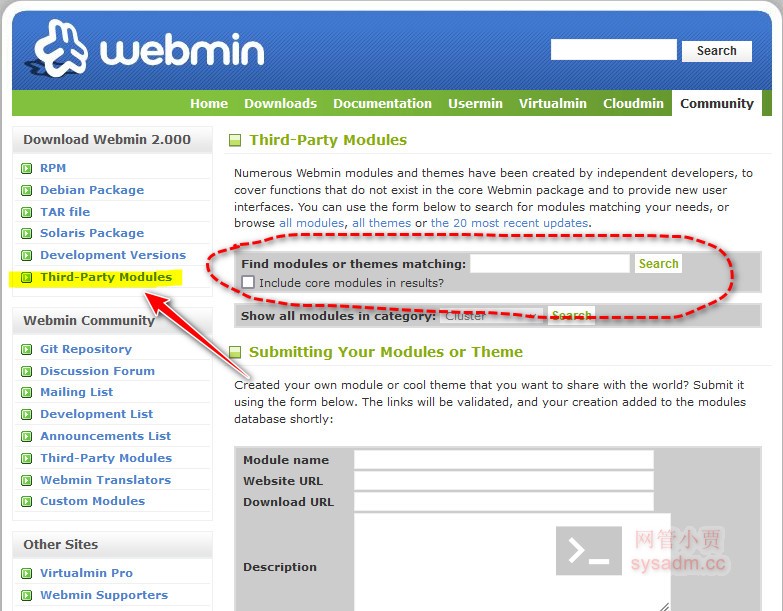 webmin
Search
Home Downloads Documentation Usermin Virtualmin Cloudmin Community
Download Webmin 2.000
RPM
Debian Package
TAR file
Solaris Package
Development Versions
Third-Party Modules
Webmin Community
Git Repository
Discussion Forum
Mailing List
Development List
Announcements List
Third-Party Modules
Webmin Translators
Custom Modules
Other Sites
Virtualmin Pro
Webmin Supporters
Third-Party Modules
Numerous Webmin modules and themes have been created by independent developers, to
cover functions that do not exist in the core Webmin package and to provide new user
interfaces. You can use the form below to search for modules matching your needs, or
browse all modules, all themes or the 20 most recent updates.
Find modules or themes matching: Search
Include core modules in results?
Show all modules in category: Cluster Search
Submitting Your Modules or Theme
Created your own module or cool theme that you want to share with the world? Submit it
using the form below. The links will be validated, and your creation added to the modules
database shortly:
Module name
Website URL
Download URL
Description
网管小贾
sysadm.cc